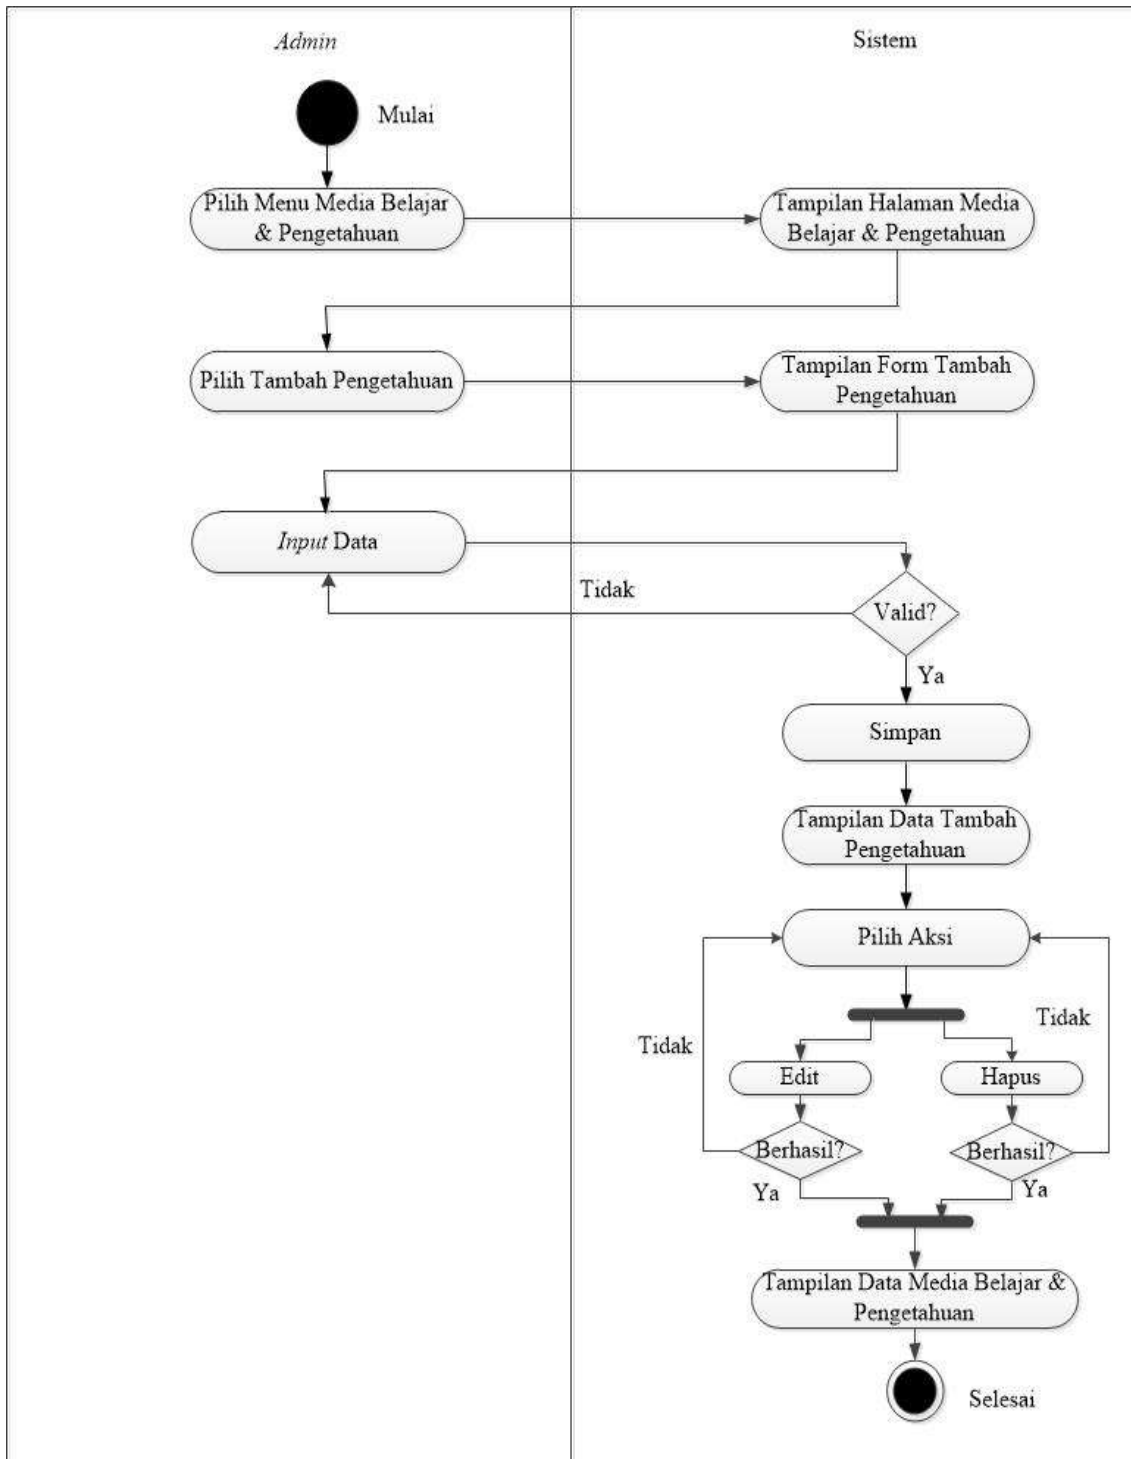 Admin
Sistem
Mulai
Pilih Menu Media Belajar
& Pengetahuan
Tampilan Halaman Media
Belajar & Pengetahuan
Pilih Tambah Pengetahuan
Tampilan Form Tambah
Pengetahuan
Input Data
Tidak
Valid?
Ya
Simpan
Tampilan Data Tambah
Pengetahuan
Pilih Aksi
Tidak
Tidak
Edit
Hapus
Berhasil?
Berhasil?
Ya
Ya
Tampilan Data Media Belajar &
Pengetahuan
Selesai